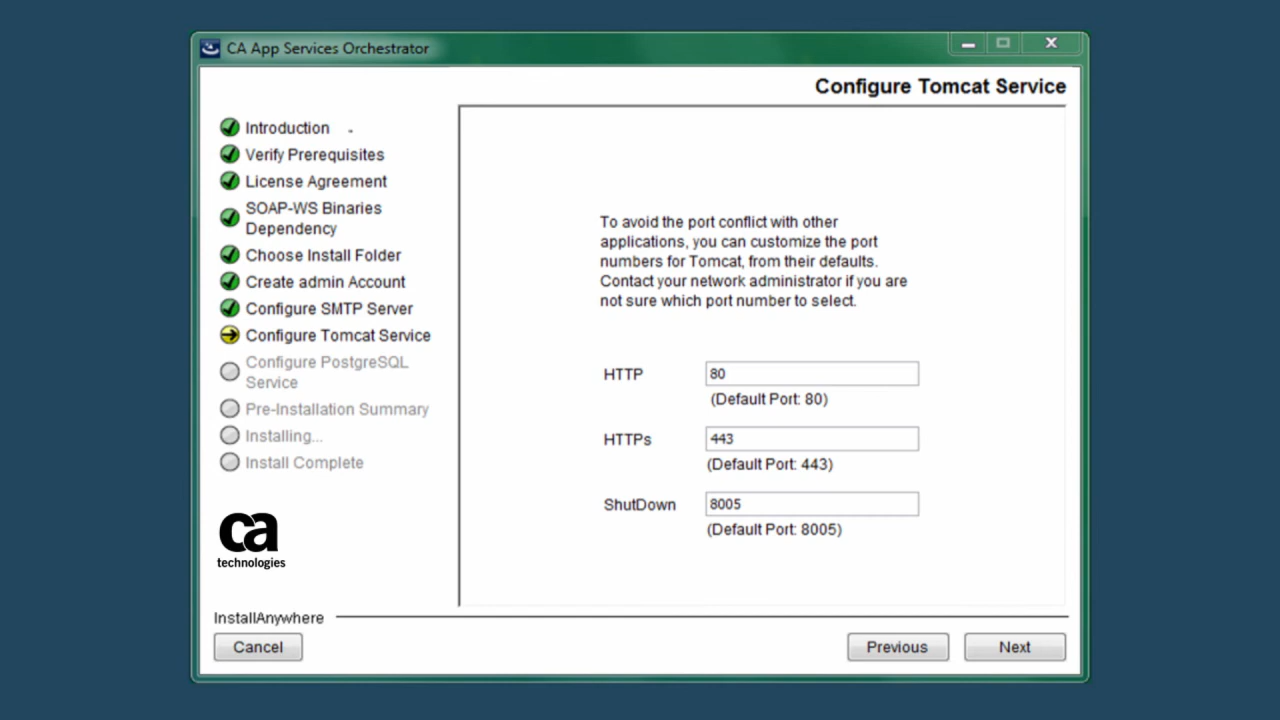 CA App Services Orchestrator
Configure Tomcat Service
Introduction
Verify Prerequisites
License Agreement
SOAP-WS Binaries
Dependency
Choose Install Folder
Create admin Account
Configure SMTP Server
Configure Tomcat Service
Configure PostgreSQL
Service
Pre-Installation Summary
Installing...
Install Complete
ca
technologies
To avoid the port conflict with other
applications, you can customize the port
numbers for Tomcat, from their defaults.
Contact your network administrator if you are
not sure which port number to select.
HTTP 80
(Default Port: 80)
HTTPs 443
(Default Port: 443)
ShutDown 8005
(Default Port: 8005)
InstallAnywhere
Cancel Previous Next